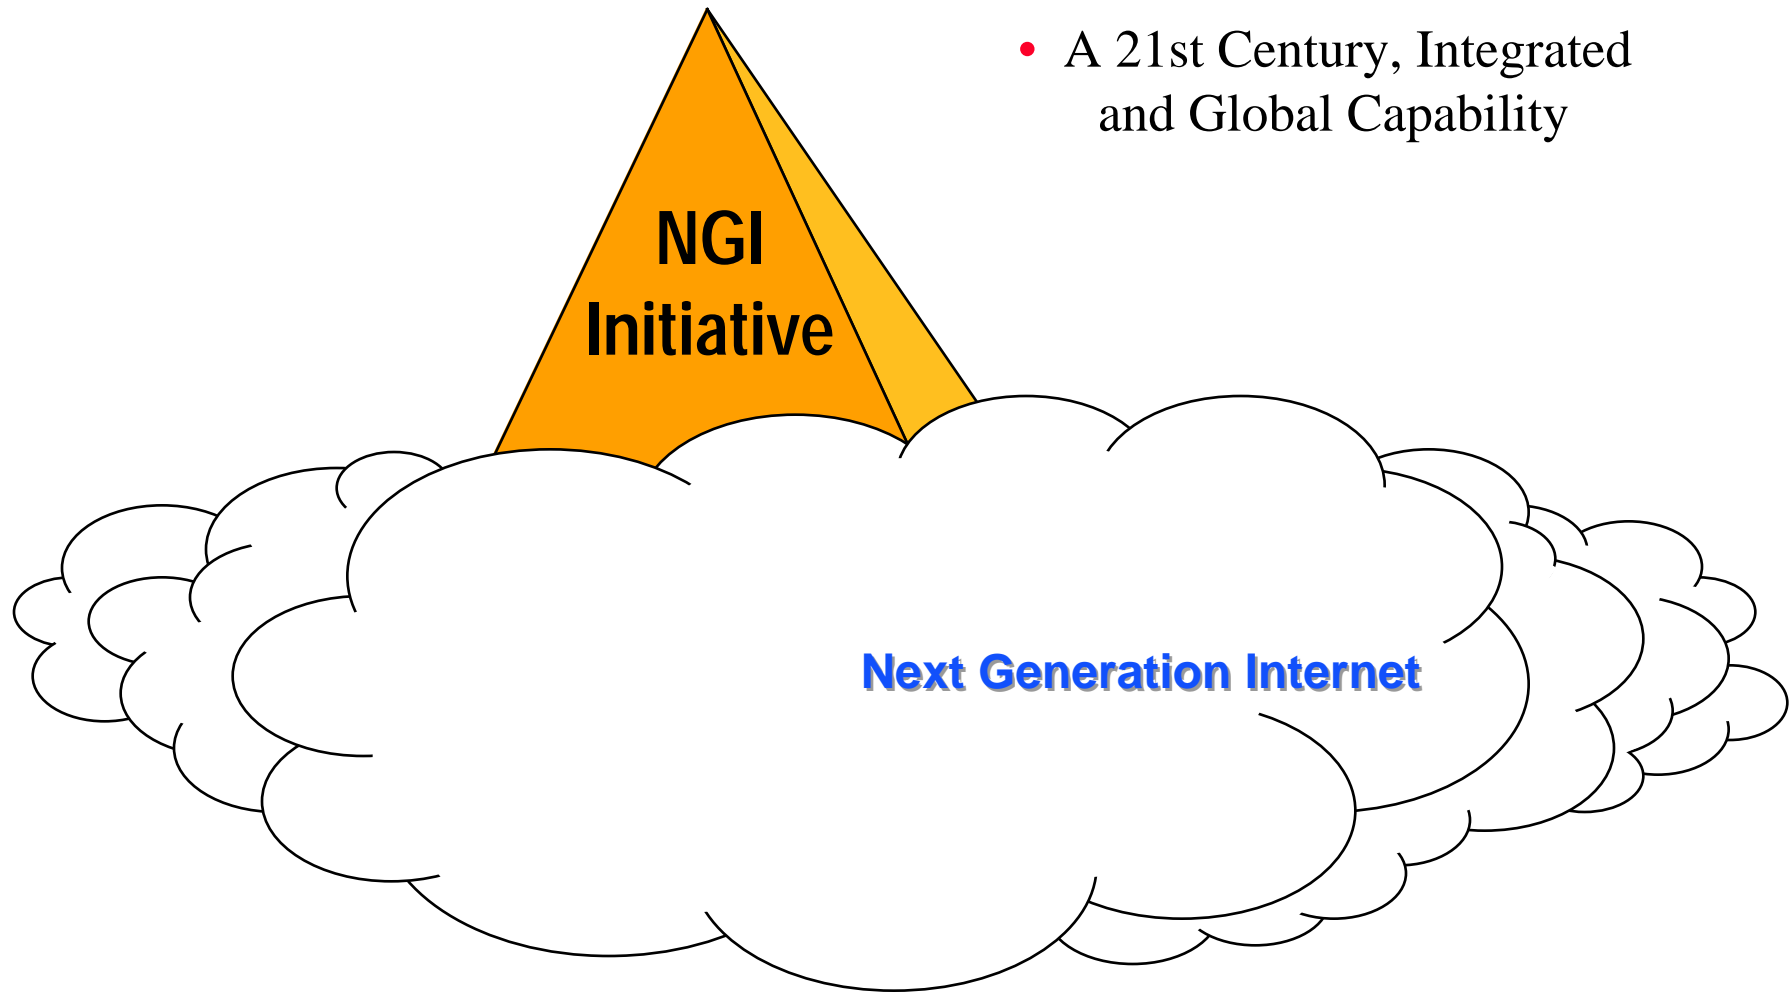 • A 21st Century, Integrated
and Global Capability
NGI
Initiative
Next Generation Internet